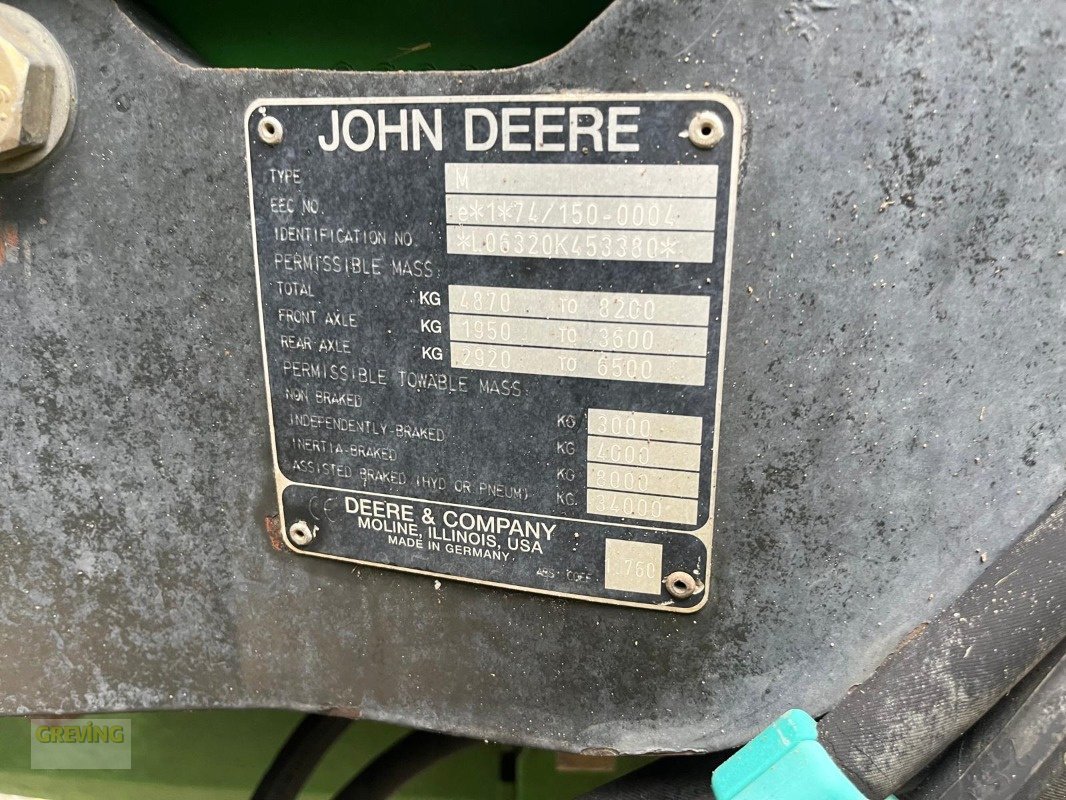 JOHN DEERE
TYPE M
EEC NO. e*1*74/150-0004
IDENTIFICATION NO. *L06320K453380*
PERMISSIBLE MASS:
TOTAL KG 4870 TO 8200
FRONT AXLE KG 1950 TO 3600
REAR AXLE KG 2920 TO 6500
PERMISSIBLE TOWABLE MASS
NON BRAKED KG 3000
INDEPENDENTLY-BRAKED KG 4000
INERTIA-BRAKED KG 8000
ASSISTED BRAKED (HYD OR PNEUM) KG 34000
CE DEERE & COMPANY
MOLINE, ILLINOIS, USA
MADE IN GERMANY
760
GREVING